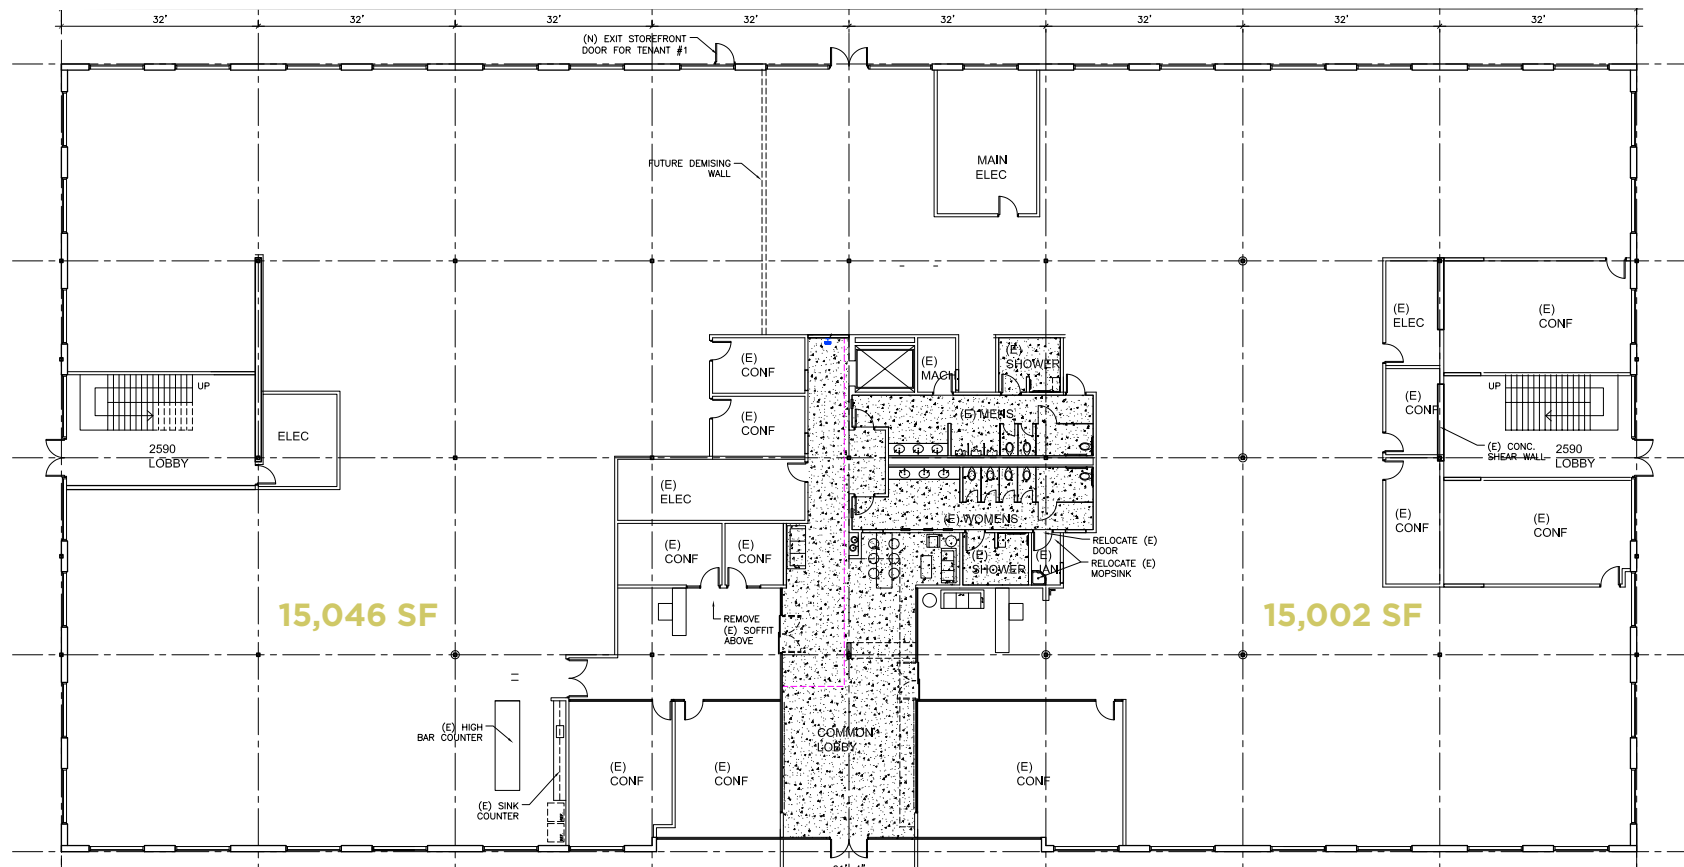 32' 32' 32' 32' 32' 32' 32' 32'
(N) EXIT STOREFRONT
DOOR FOR TENANT #1
FUTURE DEMISING
WALL
MAIN
ELEC
(E)
ELEC
(E)
CONF
(E)
CONF
(E)
MACH
(E)
SHOWER
UP
2590
LOBBY
ELEC
(E)
CONF
(E) MENS
(E)
CONF
UP
(E) CONC.
SHEAR WALL
2590
LOBBY
(E)
ELEC
(E) WOMENS
(E)
CONF
(E)
CONF
(E)
CONF
(E)
CONF
(E)
SHOWER
(E)
JAN
RELOCATE (E)
DOOR
RELOCATE (E)
MOPSINK
15,046 SF
REMOVE
(E) SOFFIT
ABOVE
15,002 SF
(E) HIGH
BAR COUNTER
COMMON
LOBBY
(E)
CONF
(E)
CONF
(E)
CONF
(E) SINK
COUNTER